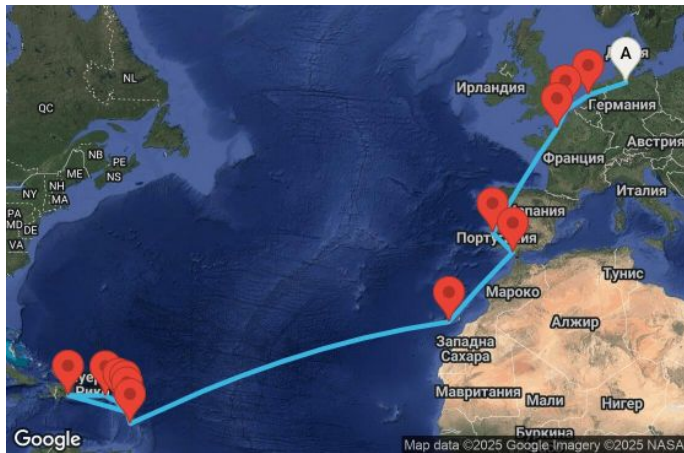 NL
QC
NB
PE
ME
NS
NH
NY
MA
PA
MD
DE
VA
A
Ирландия
Германия
Франция
Австрия
Италия
Мароко
Тунис
Алжир
Западна
Сахара
Мавритания
Мали
Нигер
Google
Map data ©2025 Google Imagery ©2025 NASA